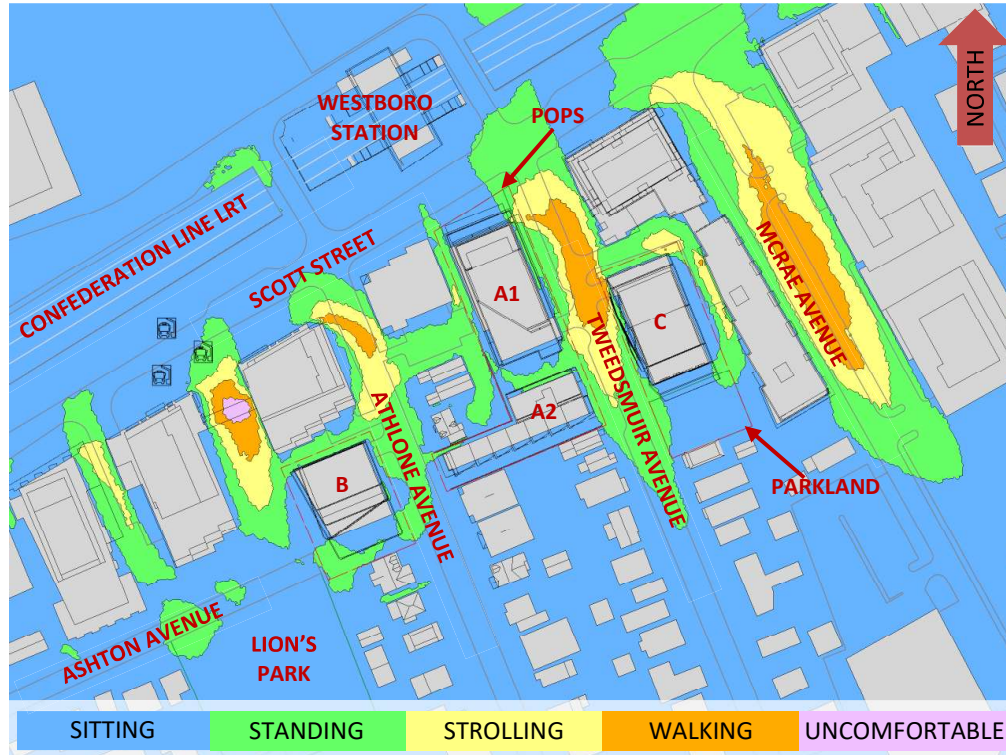 NORTH
WESTBORO
STATION
POPS
CONFEDERATION LINE LRT
SCOTT STREET
A1
MCRAE AVENUE
C
TWEEDSMUIR AVENUE
ATHLONE AVENUE
A2
B
PARKLAND
ASHTON AVENUE
LION'S
PARK
SITTING
STANDING
STROLLING
WALKING
UNCOMFORTABLE